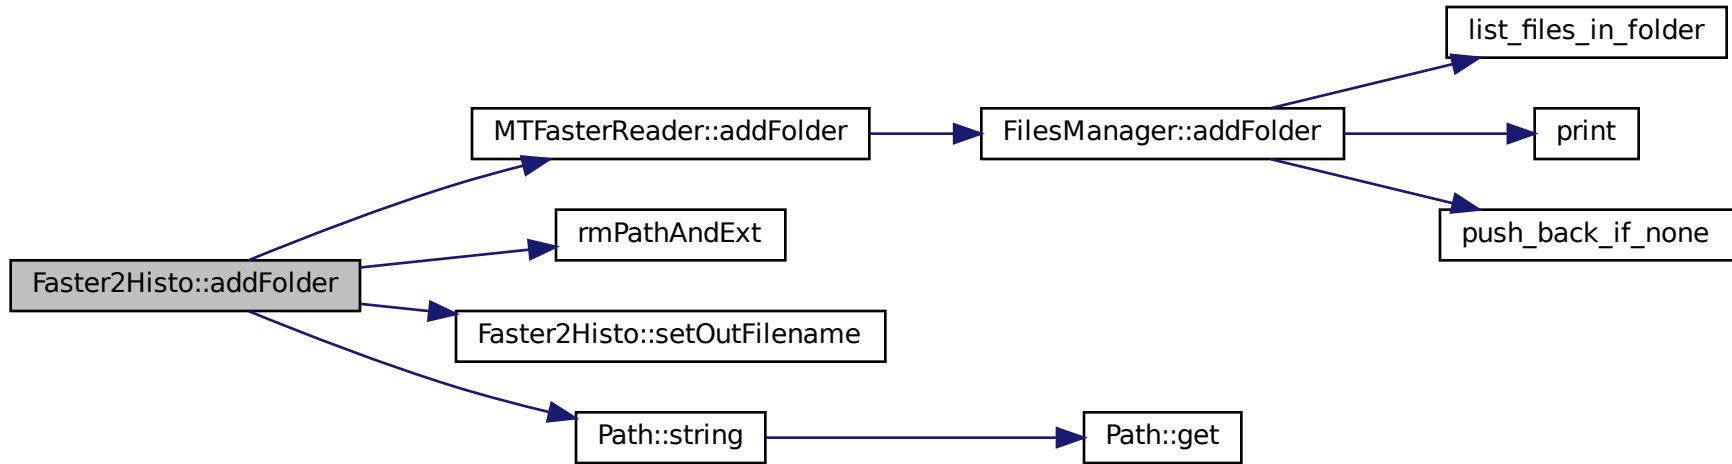 list_files_in_folder
MTFasterReader::addFolder
FilesManager::addFolder
print
rmPathAndExt
push_back_if_none
Faster2Histo::addFolder
Faster2Histo::setOutFilename
Path::string
Path::get